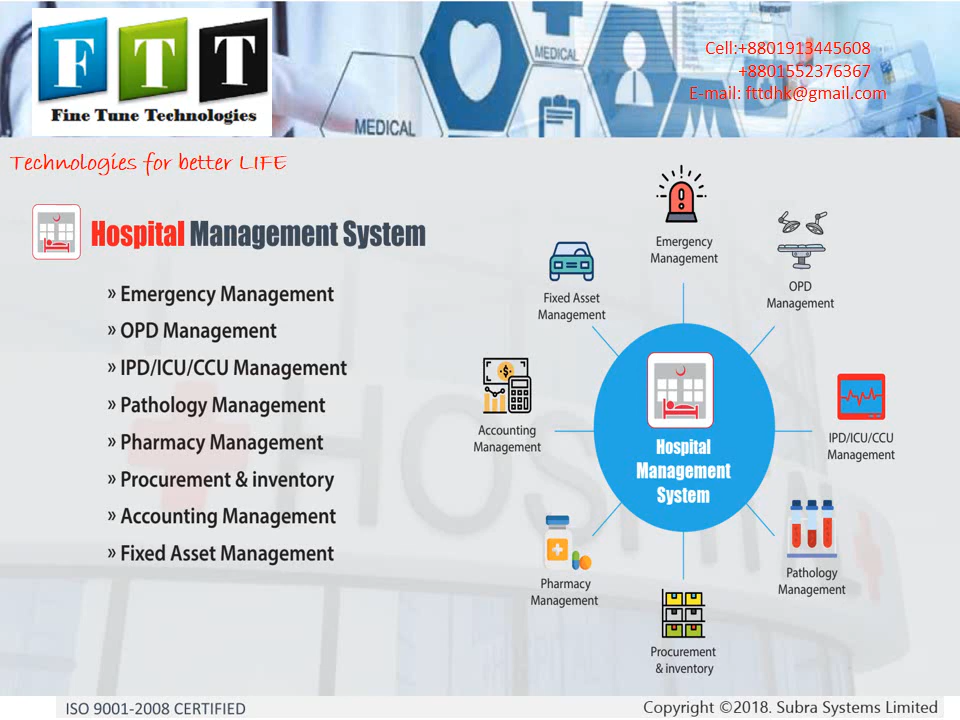 F T T
Fine Tune Technologies
MEDICAL
MEDICAL
Cell:+8801913445608
+8801552376367
E-mail: fttdhk@gmail.com
Technologies for better LIFE
Hospital Management System
» Emergency Management
» OPD Management
» IPD/ICU/CCU Management
» Pathology Management
» Pharmacy Management
» Procurement & inventory
» Accounting Management
» Fixed Asset Management
Emergency
Management
OPD
Management
IPD/ICU/CCU
Management
Pathology
Management
Procurement
& inventory
Pharmacy
Management
Accounting
Management
Fixed Asset
Management
Hospital
Management
System
HOSPITAL
ISO 9001-2008 CERTIFIED
Copyright ©2018. Subra Systems Limited